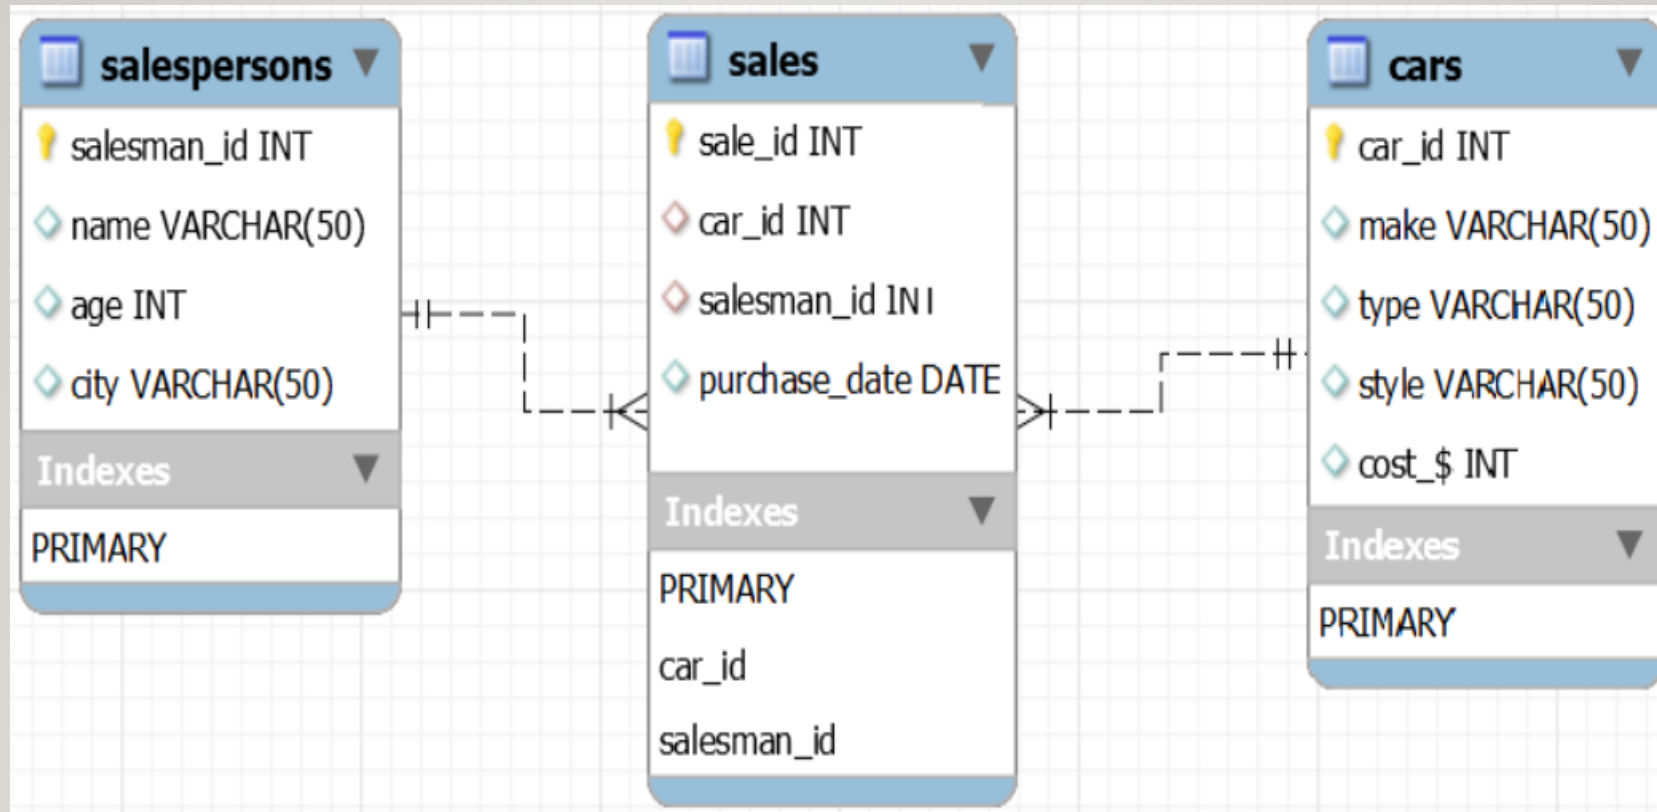 salespersons
salesman_id INT
name VARCHAR(50)
age INT
city VARCHAR(50)
Indexes
PRIMARY
sales
sale_id INT
car_id INT
salesman_id INT
purchase_date DATE
Indexes
PRIMARY
car_id
salesman_id
cars
car_id INT
make VARCHAR(50)
type VARCHAR(50)
style VARCHAR(50)
cost_$ INT
Indexes
PRIMARY